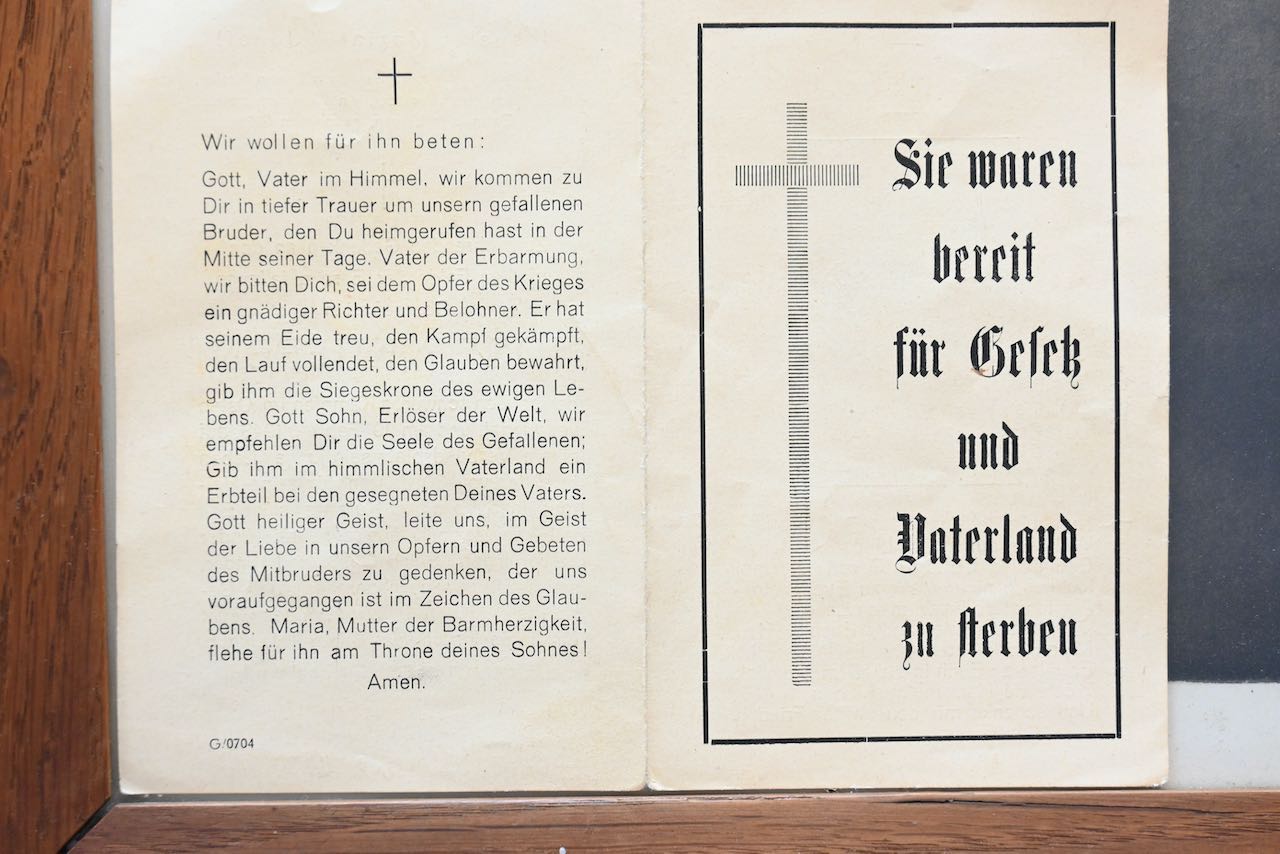 Wir wollen für ihn beten:
Gott, Vater im Himmel, wir kommen zu
Dir in tiefer Trauer um unsern gefallenen
Bruder, den Du heimgerufen hast in der
Mitte seiner Tage. Vater der Erbarmung,
wir bitten Dich, sei dem Opfer des Krieges
ein gnädiger Richter und Belohner. Er hat
seinem Eide treu, den Kampf gekämpft,
den Lauf vollendet, den Glauben bewahrt,
gib ihm die Siegeskrone des ewigen Le-
bens. Gott Sohn, Erlöser der Welt, wir
empfehlen Dir die Seele des Gefallenen;
Gib ihm im himmlischen Vaterland ein
Erbteil bei den gesegneten Deines Vaters.
Gott heiliger Geist, leite uns, im Geist
der Liebe in unsern Opfern und Gebeten
des Mitbruders zu gedenken, der uns
voraufgegangen ist im Zeichen des Glau-
bens. Maria, Mutter der Barmherzigkeit,
flehe für ihn am Throne deines Sohnes!
Amen.
G/0704
Sie waren
bereit
für Geſetz
und
Vaterland
zu ſterben